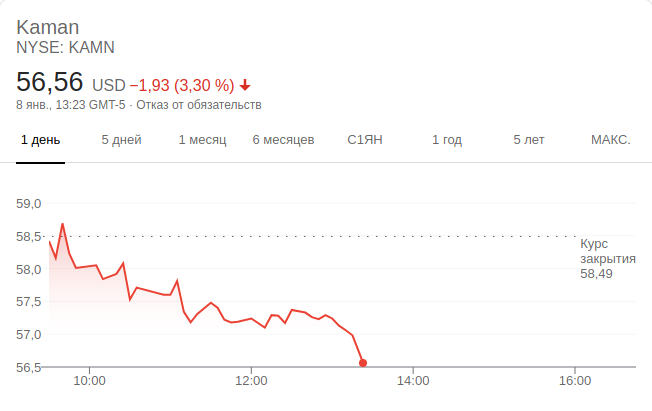 Kaman
NYSE: KAMN
56,56 USD −1,93 (3,30 %)
8 янв., 13:23 GMT-5 · Отказ от обязательств
1 день 5 дней 1 месяц 6 месяцев С1ЯН 1 год 5 лет МАКС.
59,0
58,5
Курс
закрытия
58,49
58,0
57,5
57,0
56,5
10:00 12:00 14:00 16:00